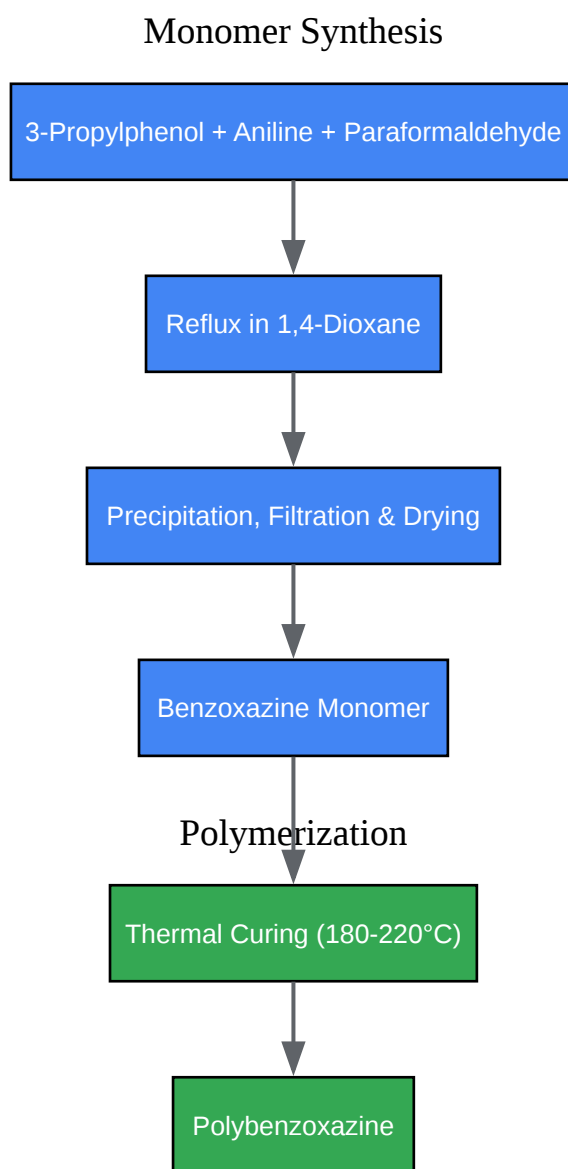 Monomer Synthesis
3-Propylphenol + Aniline + Paraformaldehyde
Reflux in 1,4-Dioxane
Precipitation, Filtration & Drying
Benzoxazine Monomer
Polymerization
Thermal Curing (180-220°C)
Polybenzoxazine